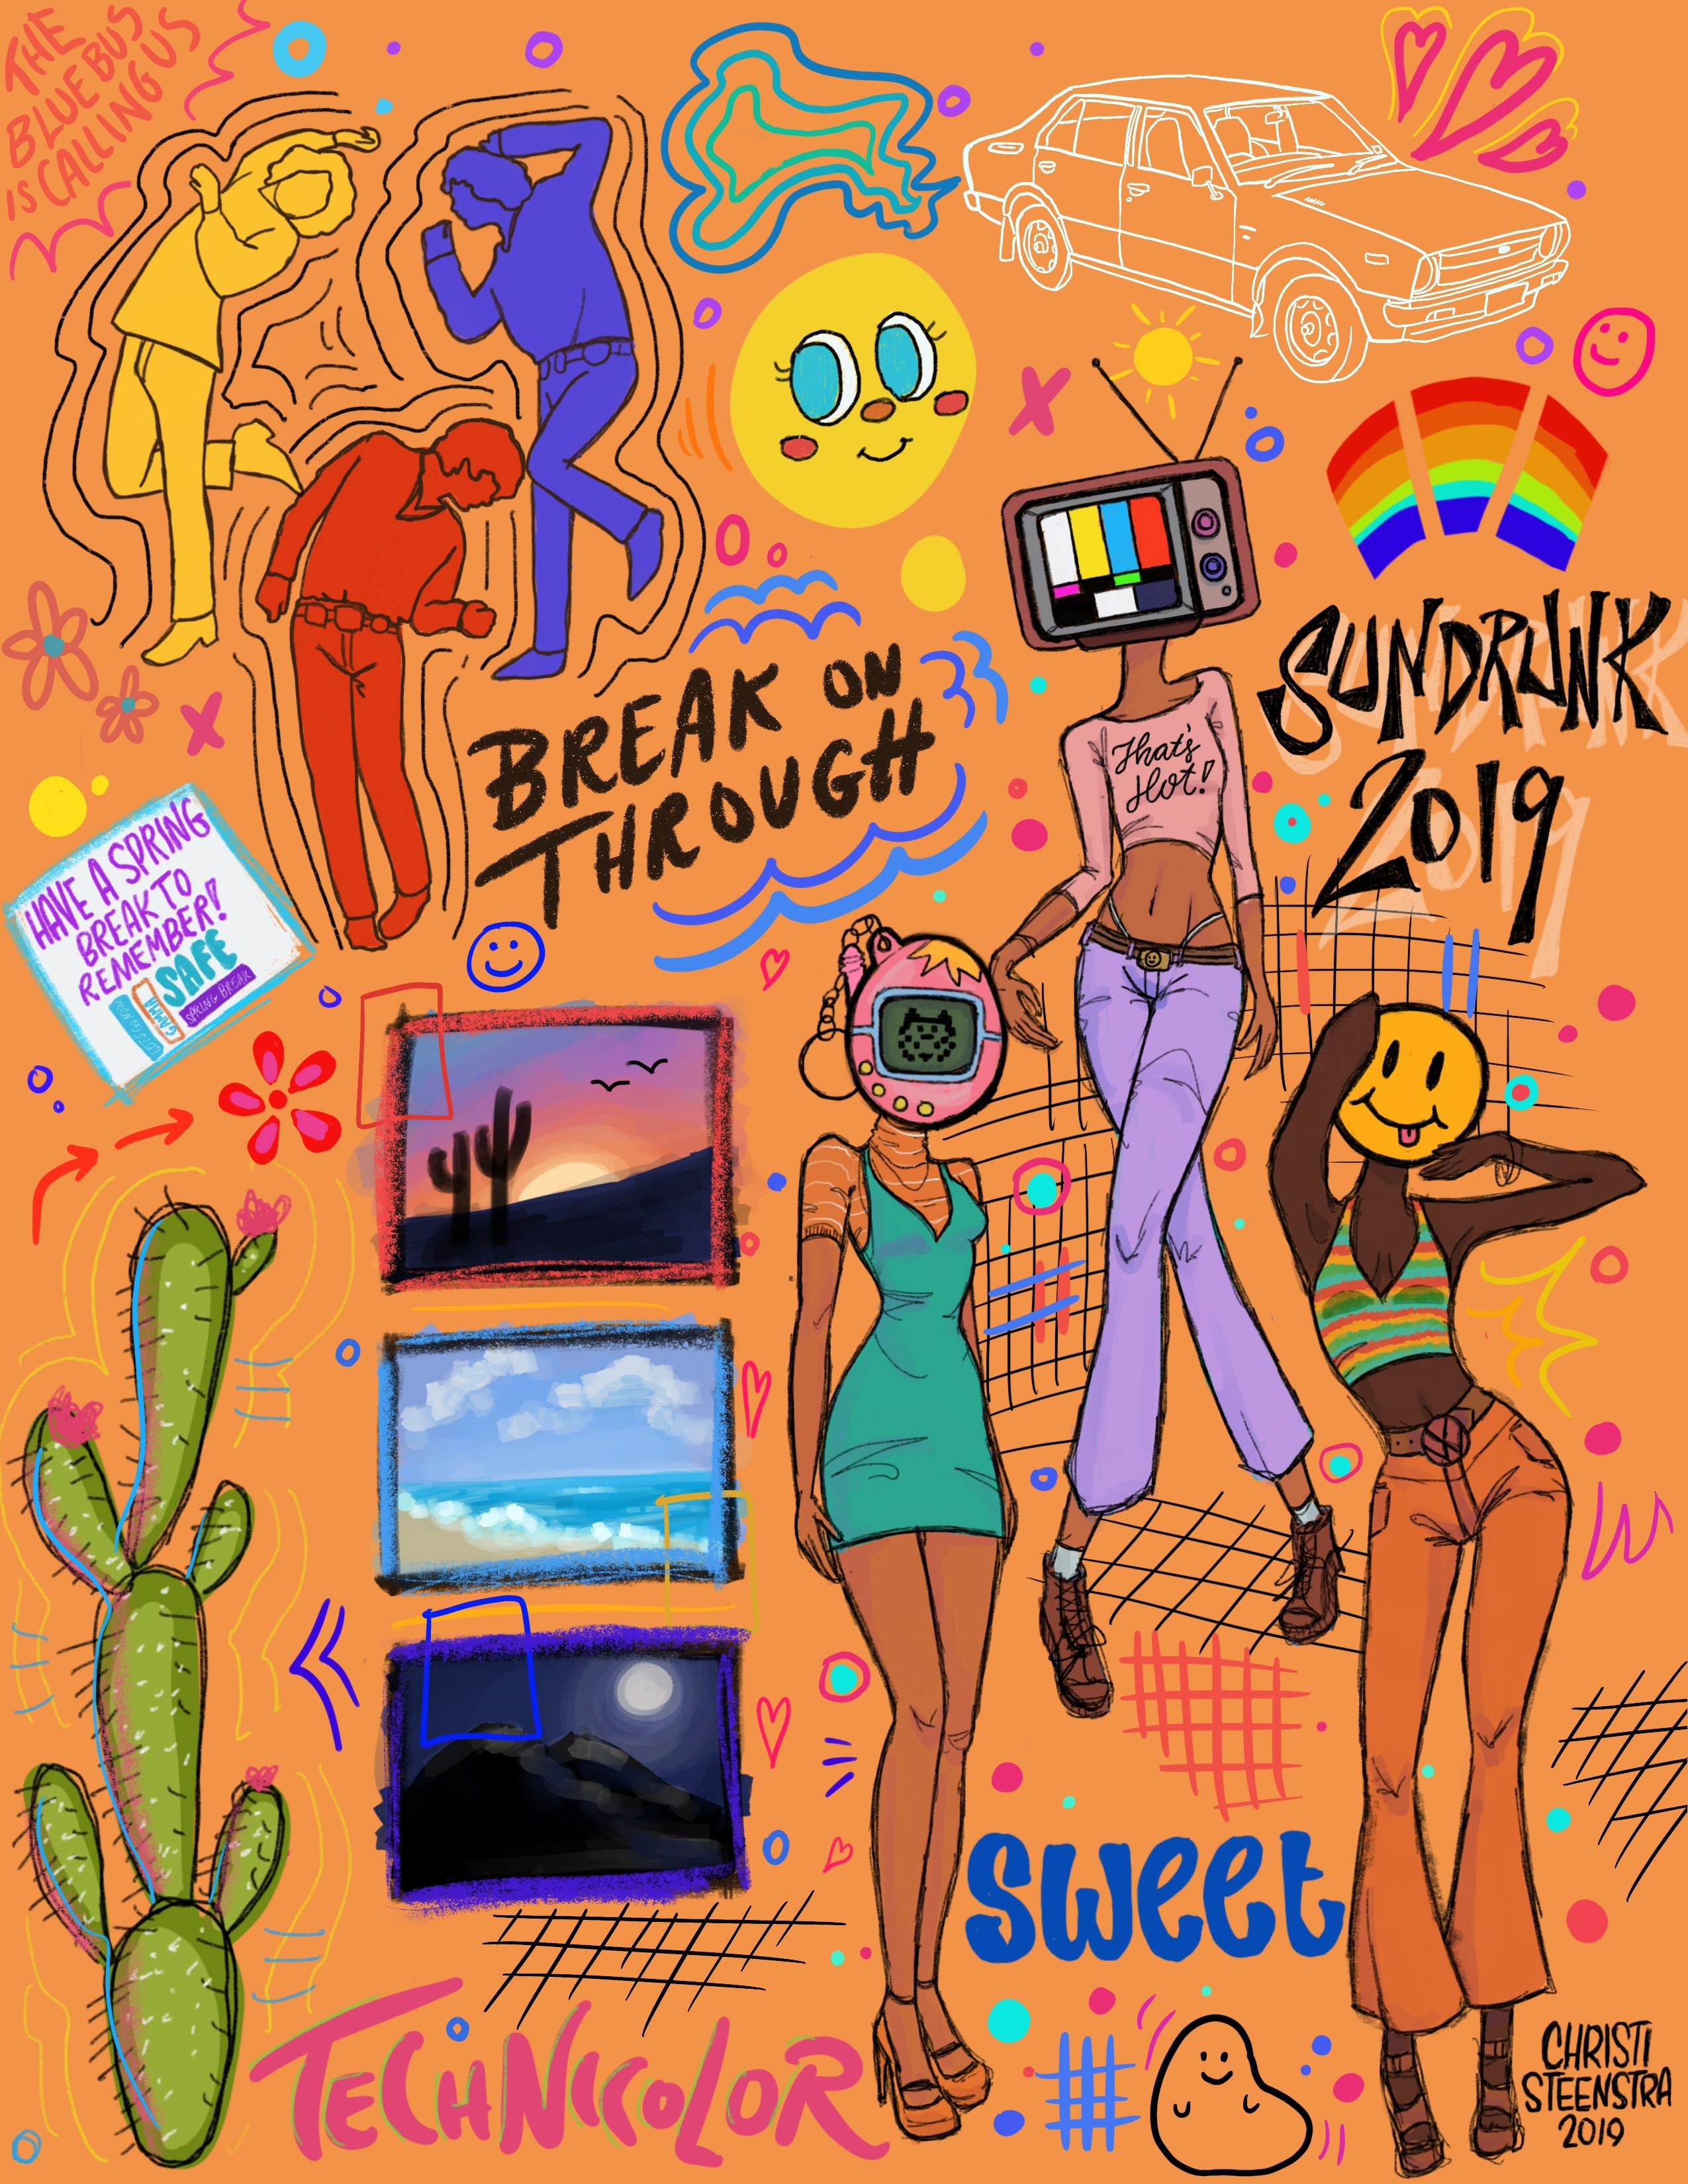 THE
BLUE BUS
IS CALLING US
BREAK ON
THROUGH
That's
Hot!
SUNDRUNK
2019
HAVE A SPRING
BREAK TO
REMEMBER!
SAFE
SPRING BREAK
GAMMA
SWEET
TECHNICOLOR
CHRISTI
STEENSTRA
2019